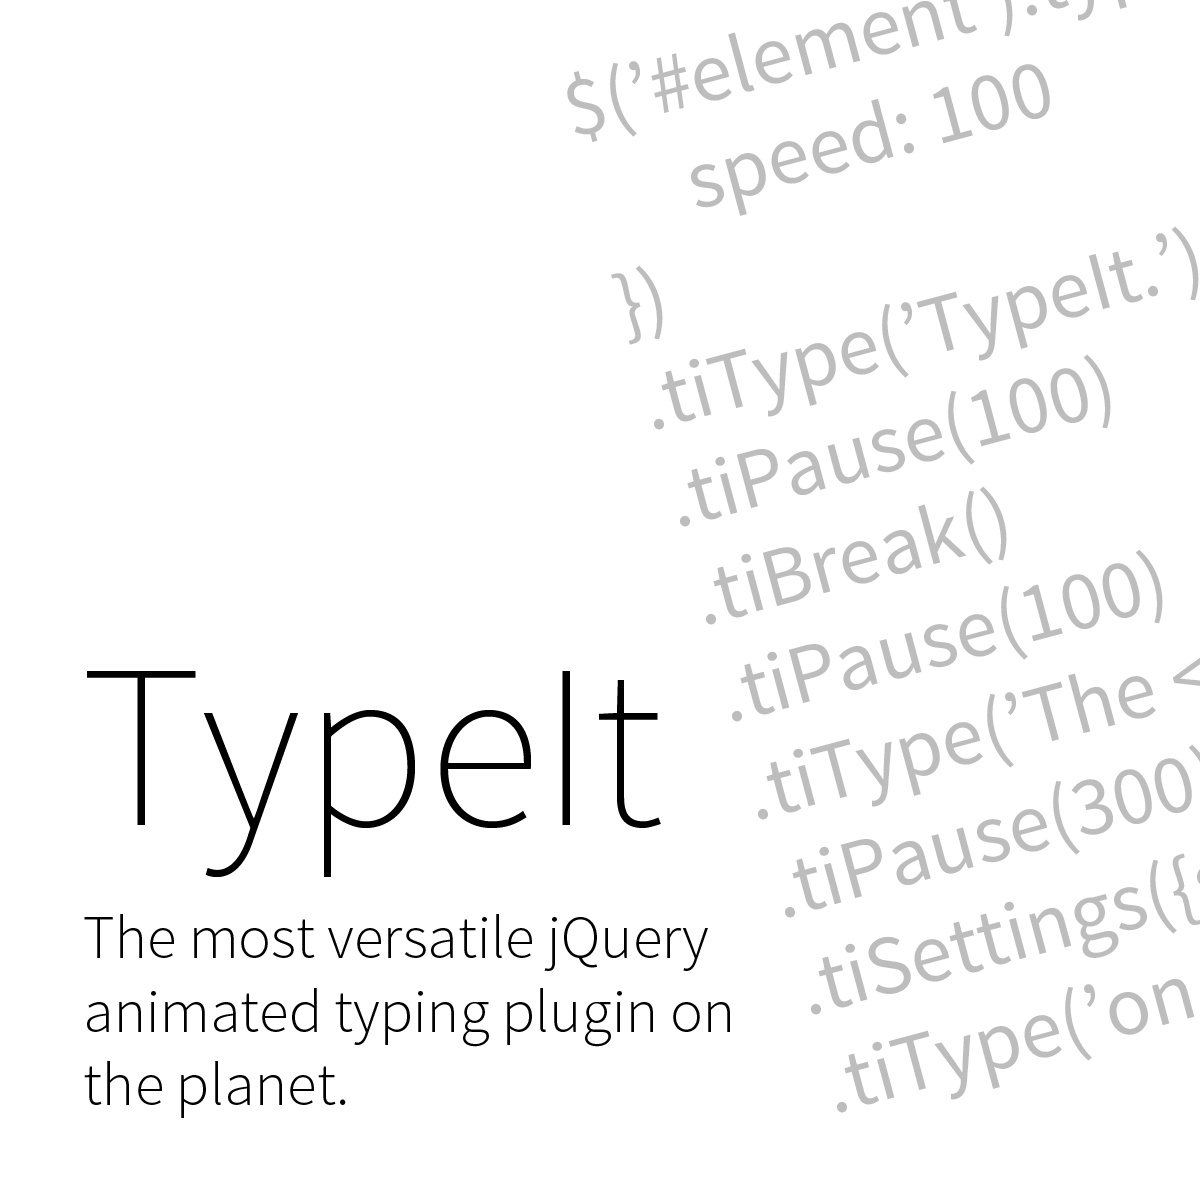 $(’#element’).typ
speed: 100
})
.tiType(’TypeIt.’)
.tiPause(100)
.tiBreak()
.tiPause(100)
.tiType(’The <
.tiPause(300)
.tiSettings({
.tiType(’on
TypeIt
The most versatile jQuery
animated typing plugin on
the planet.